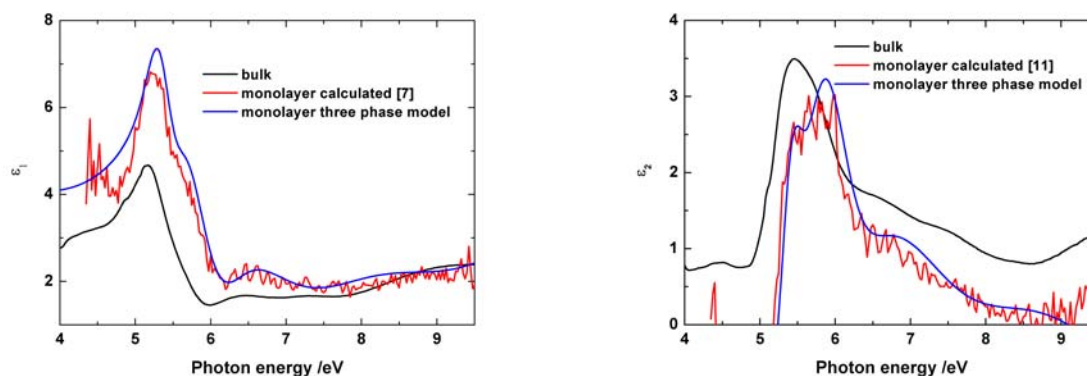 8
6
4
2
ε1
bulk
monolayer calculated [7]
monolayer three phase model
4 5 6 7 8 9
Photon energy /eV
4
3
2
1
0
ε2
bulk
monolayer calculated [11]
monolayer three phase model
4 5 6 7 8 9
Photon energy /eV